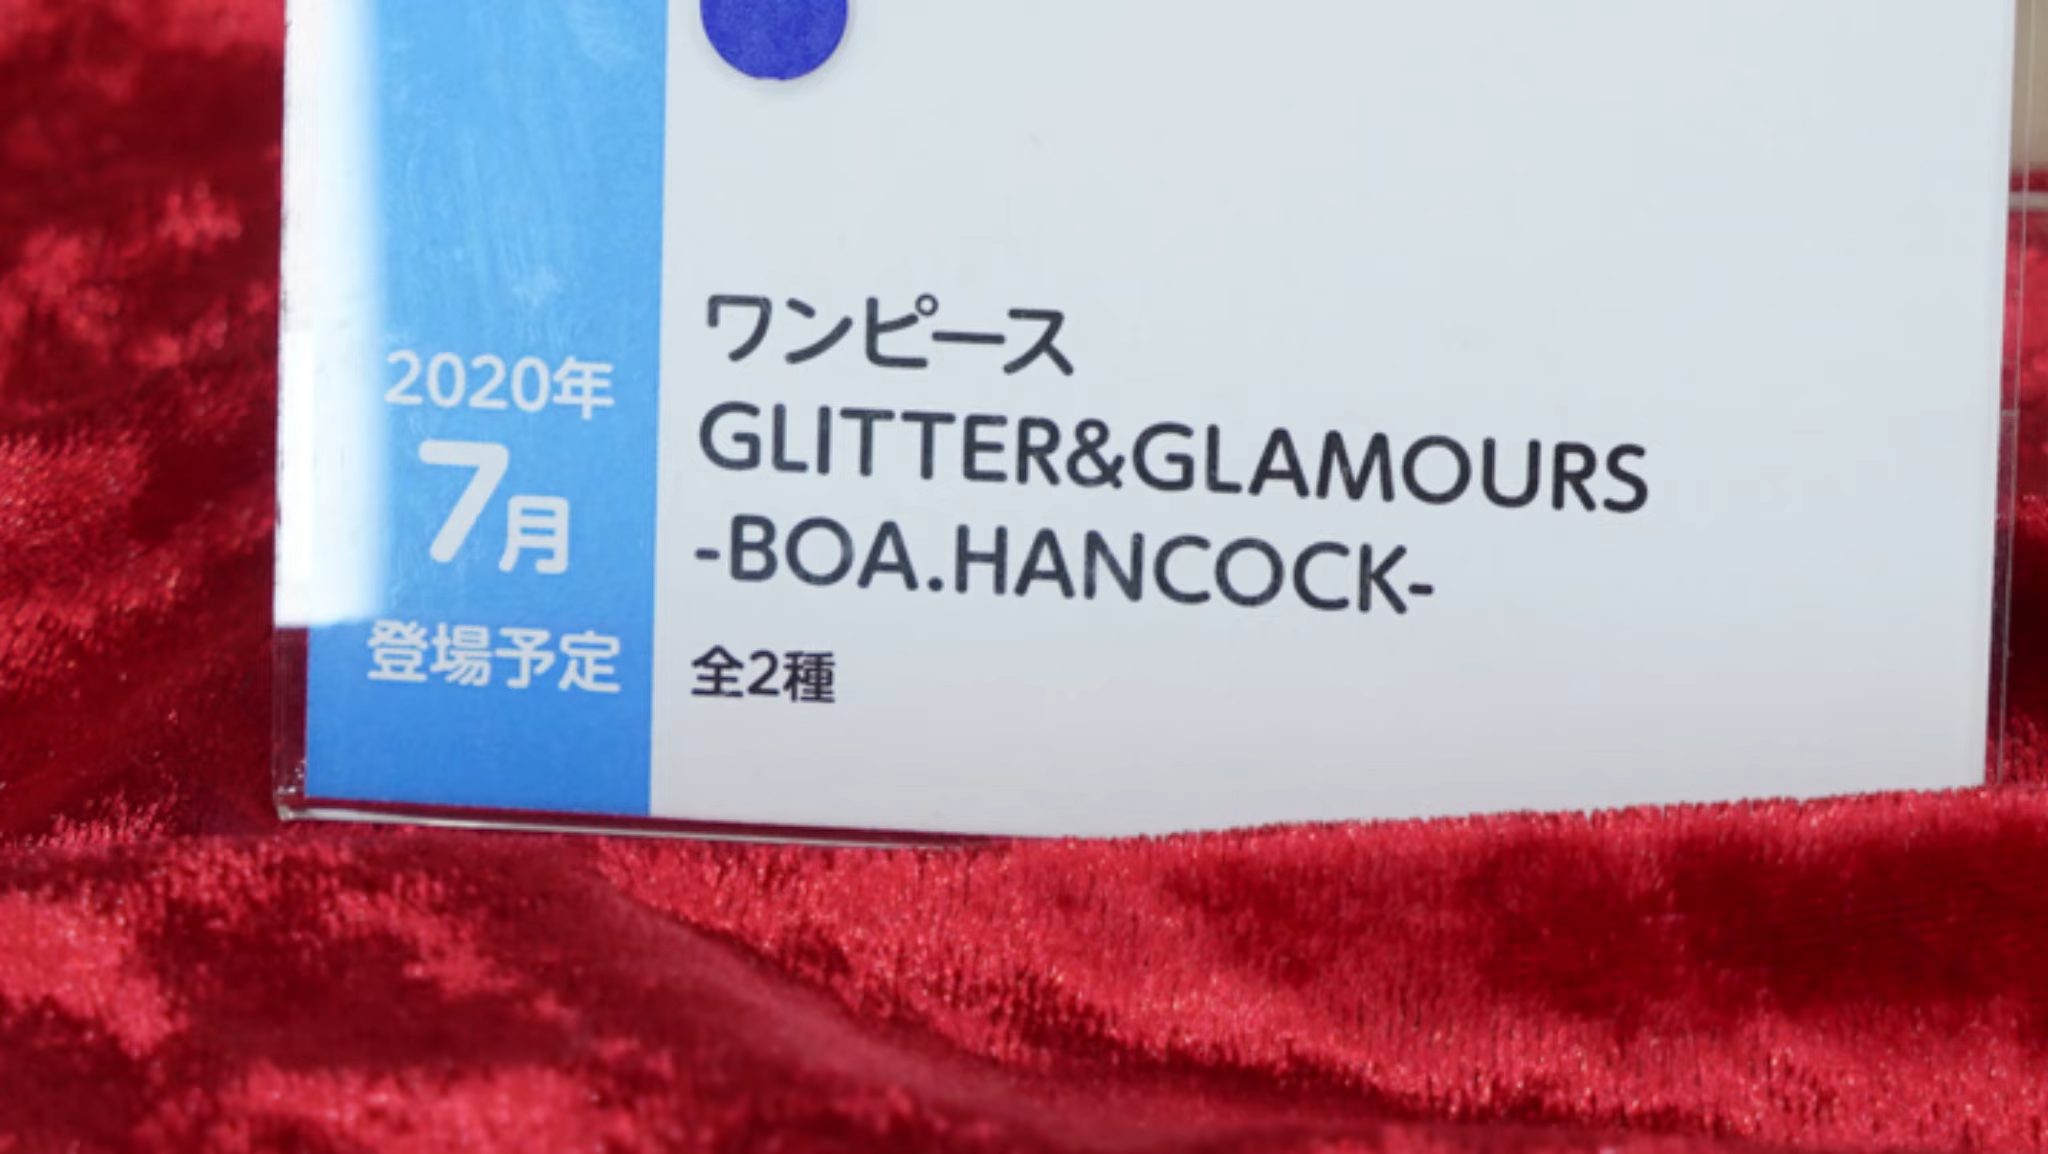 2020年
7月
登場予定
ワンピース
GLITTER&GLAMOURS
-BOA.HANCOCK-
全2種